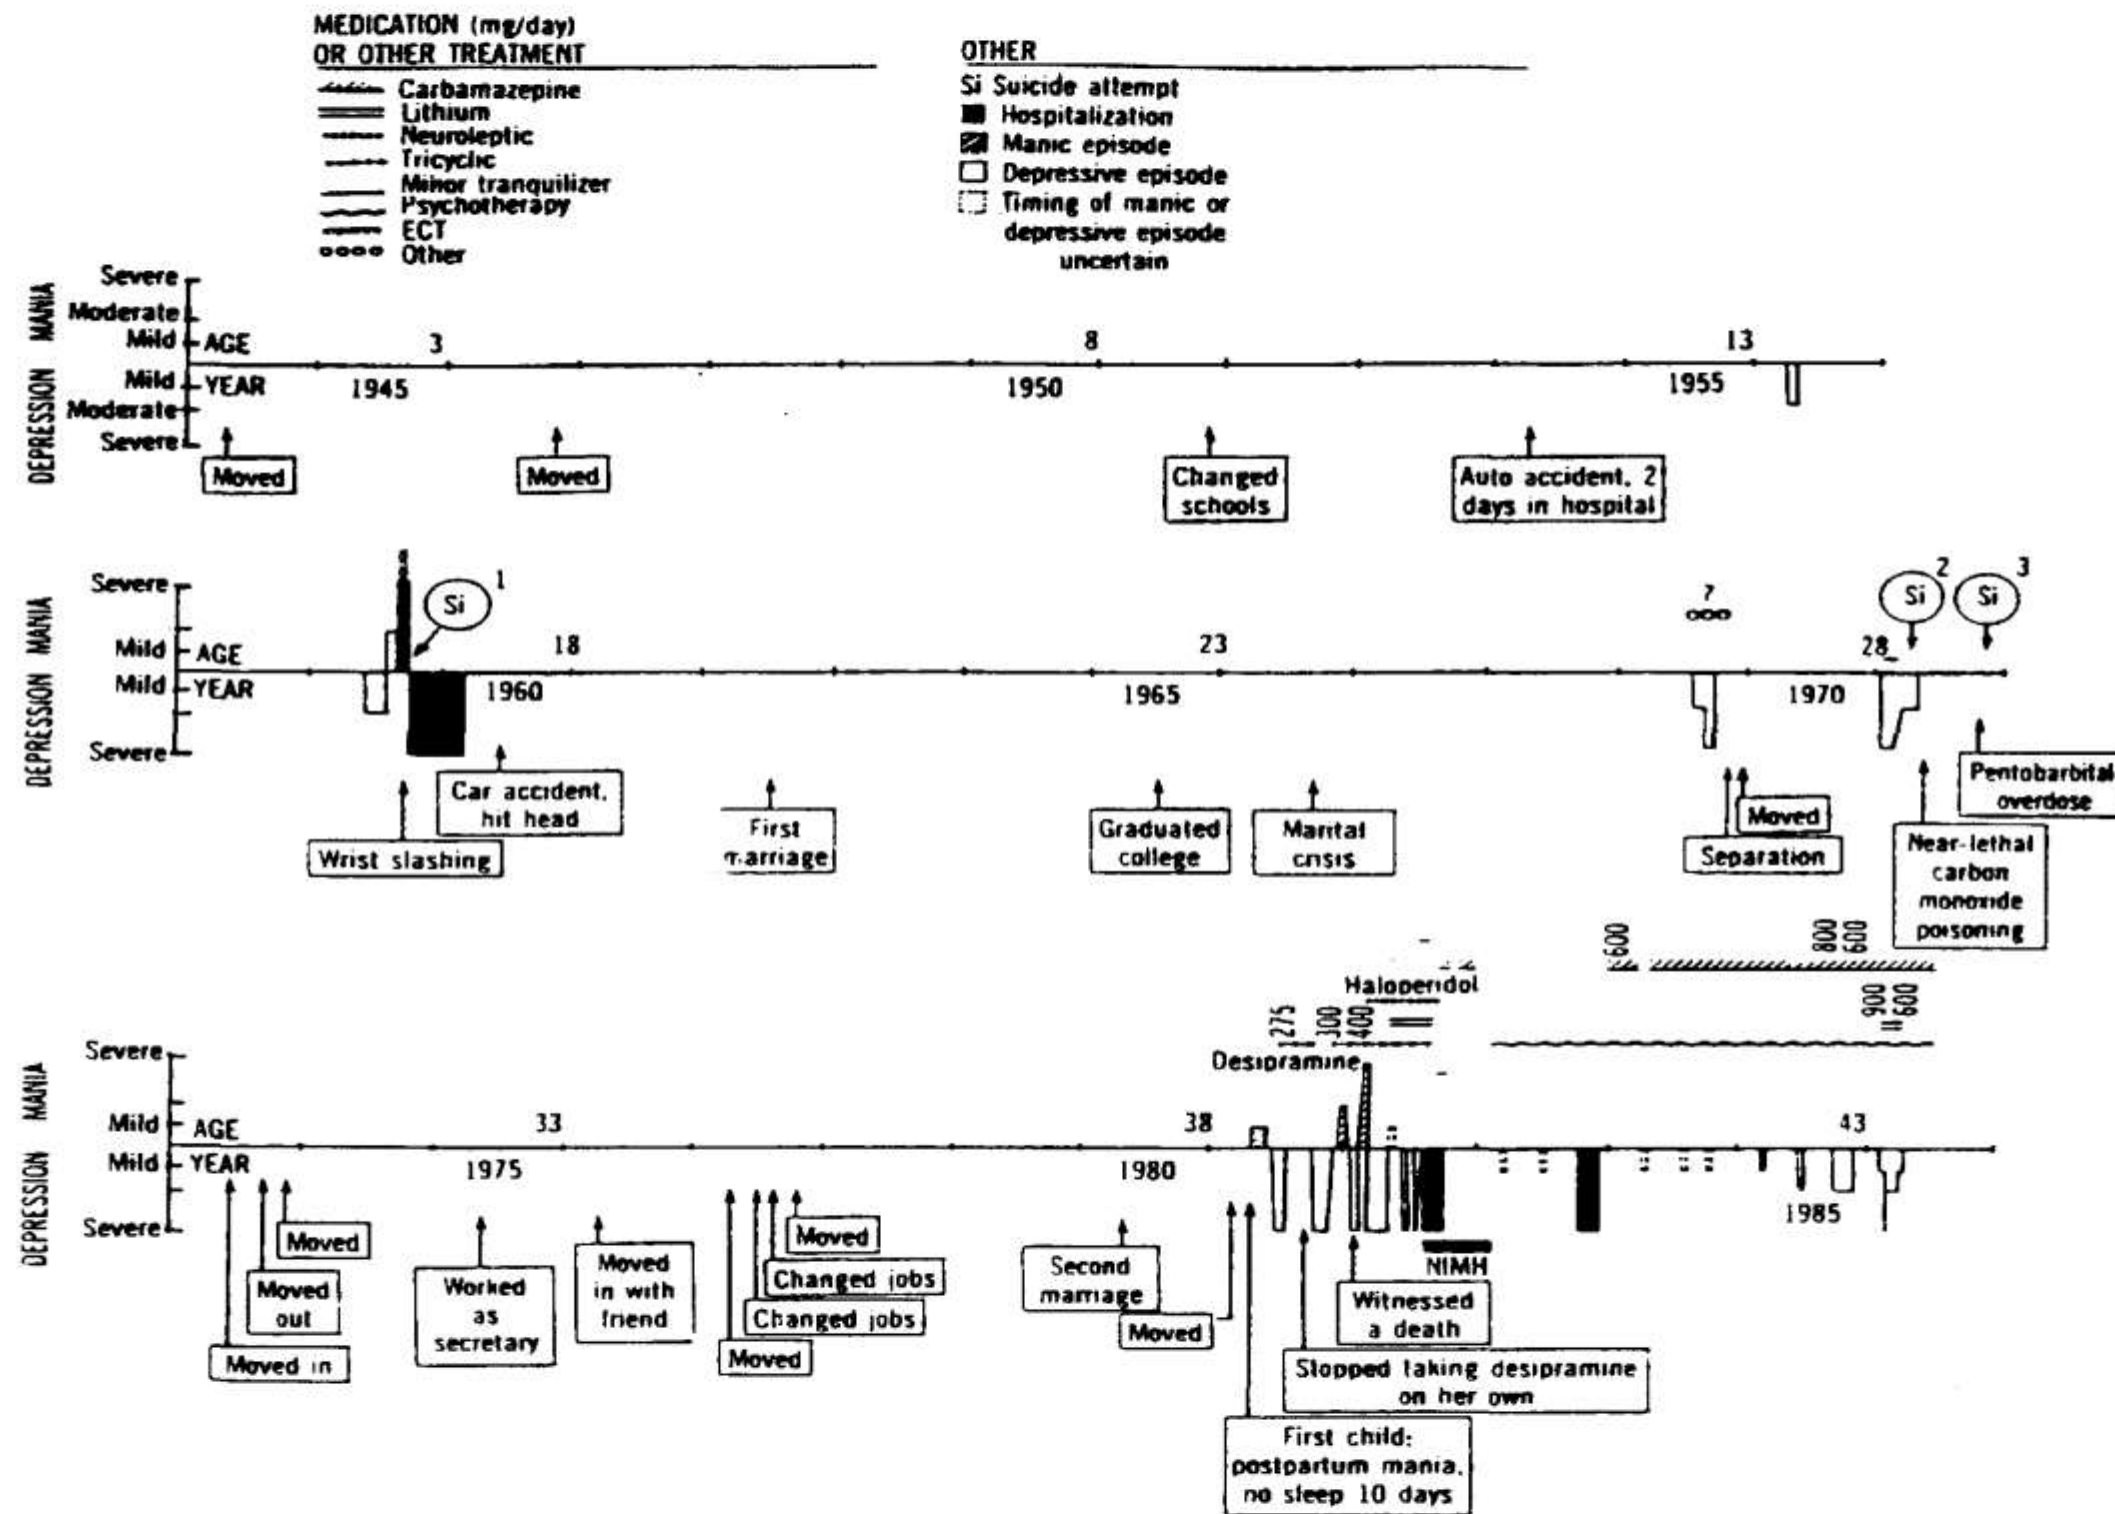 MEDICATION (mg/day)
OR OTHER TREATMENT
Carbamazepine
Lithium
Neuroleptic
Tricyclic
Minor tranquilizer
Psychotherapy
ECT
Other
OTHER
Si Suicide attempt
Hospitalization
Manic episode
Depressive episode
Timing of manic or
depressive episode
uncertain
DEPRESSION MANIA
Severe
Moderate
Mild
Mild
Moderate
Severe
AGE 3 8 13
YEAR 1945 1950 1955
Moved
Moved
Changed
schools
Auto accident, 2
days in hospital
DEPRESSION MANIA
Severe
Mild
Mild
Severe
Si 1
?
Si 2
Si 3
AGE 18 23 28
YEAR 1960 1965 1970
Wrist slashing
Car accident,
hit head
First
marriage
Graduated
college
Marital
crisis
Separation
Moved
Near-lethal
carbon
monoxide
poisoning
Pentobarbital
overdose
600
800
600
900
600
Haloperidol
275
300
400
Desipramine
DEPRESSION MANIA
Severe
Mild
Mild
Severe
AGE 33 38 43
YEAR 1975 1980 1985
Moved in
Moved
out
Moved
Worked
as
secretary
Moved
in with
friend
Moved
Changed jobs
Changed jobs
Moved
Second
marriage
Moved
NIMH
Witnessed
a death
Stopped taking desipramine
on her own
First child:
postpartum mania,
no sleep 10 days